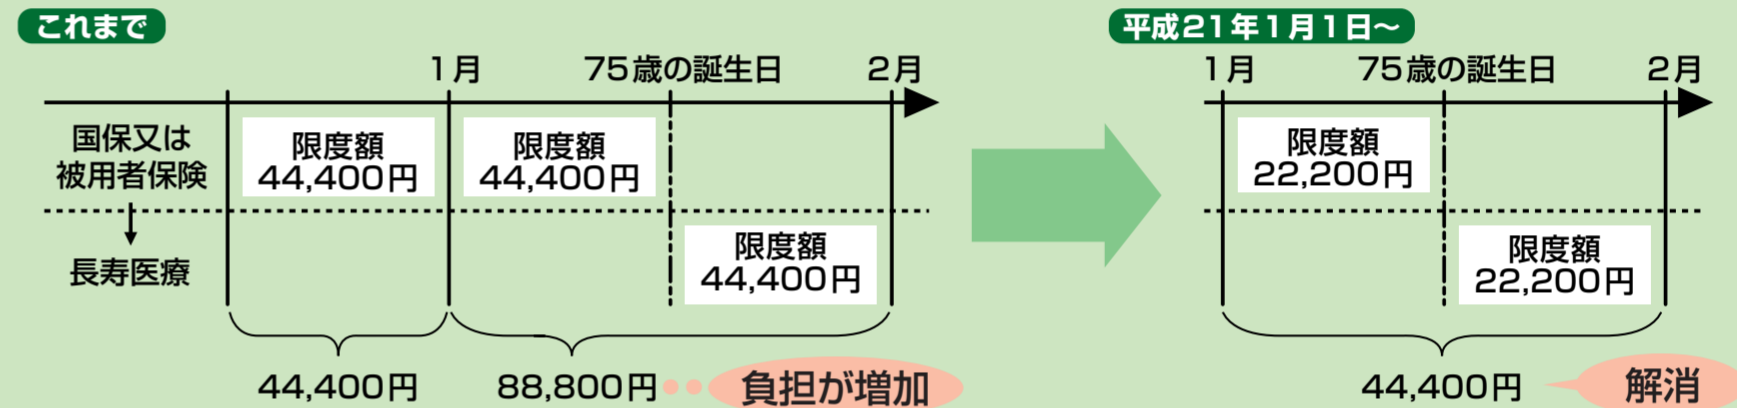 これまで
1月
75歳の誕生日
2月
国保又は
被用者保険
長寿医療
限度額
44,400円
限度額
44,400円
限度額
44,400円
44,400円
88,800円
負担が増加
平成21年1月1日～
1月
75歳の誕生日
2月
限度額
22,200円
限度額
22,200円
44,400円
解消